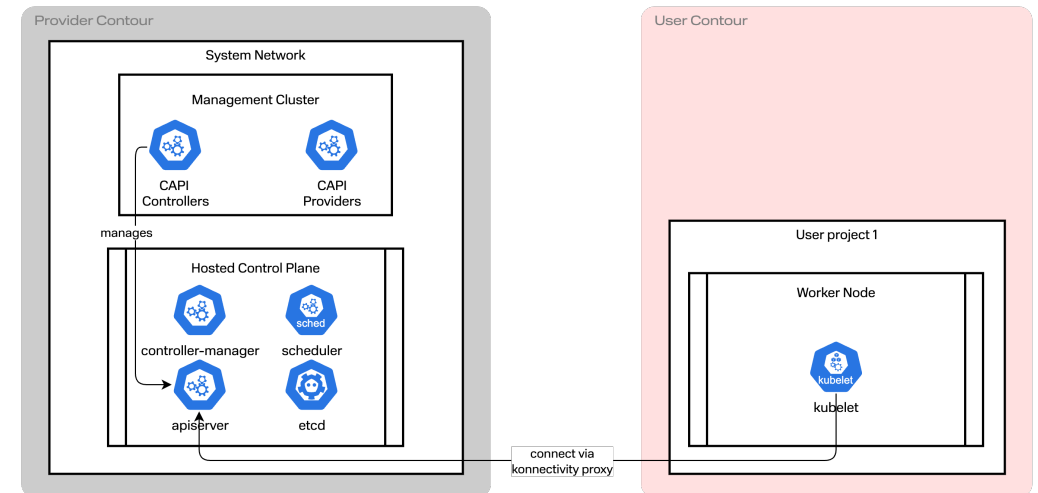 Provider Contour
User Contour
System Network
Management Cluster
CAPI
Controllers
CAPI
Providers
manages
Hosted Control Plane
controller-manager
sched
scheduler
apiserver
etcd
User project 1
Worker Node
kubelet
kubelet
connect via
konnectivity proxy